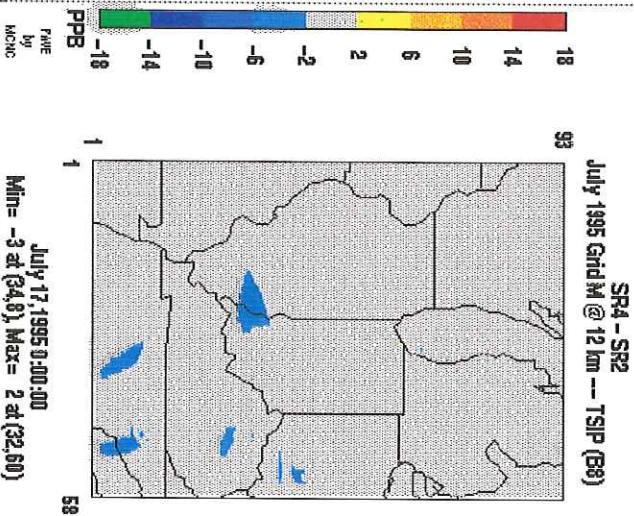 SR4 - SR2
July 1995 Grid M @ 12 km --- TSIP (B8)
18
14
10
6
2
-2
-6
-10
-14
-18
PPB
PAVE
by
MCNC
93
1
1
58
July 17,1995 0:00:00
Min= -3 at (34,8), Max= 2 at (32,60)